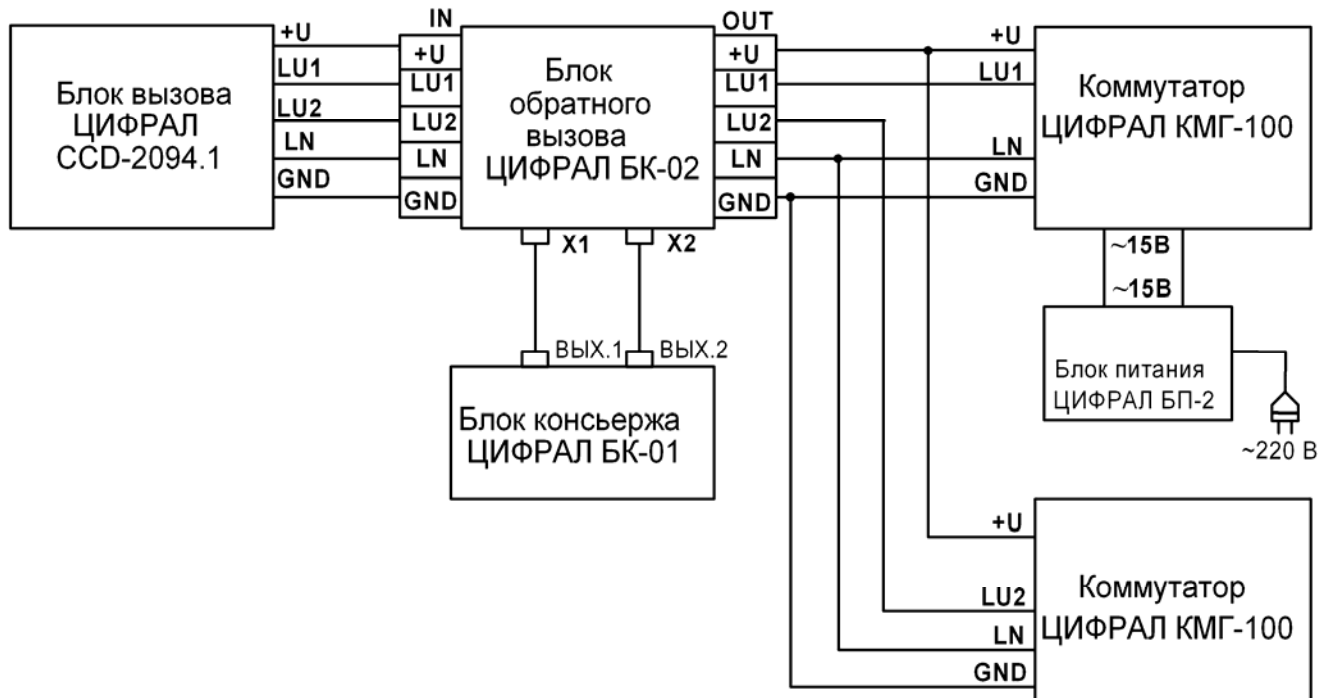 +U
LU1
LU2
LN
GND
Блок вызова
ЦИФРАЛ
CCD-2094.1
IN
+U
LU1
LU2
LN
GND
Блок
обратного
вызова
ЦИФРАЛ БК-02
OUT
+U
LU1
LU2
LN
GND
X1
X2
+U
LU1
LN
GND
Коммутатор
ЦИФРАЛ КМГ-100
~15В
~15В
Блок питания
ЦИФРАЛ БП-2
~220 В
ВЫХ.1
ВЫХ.2
Блок консьержа
ЦИФРАЛ БК-01
+U
LU2
LN
GND
Коммутатор
ЦИФРАЛ КМГ-100